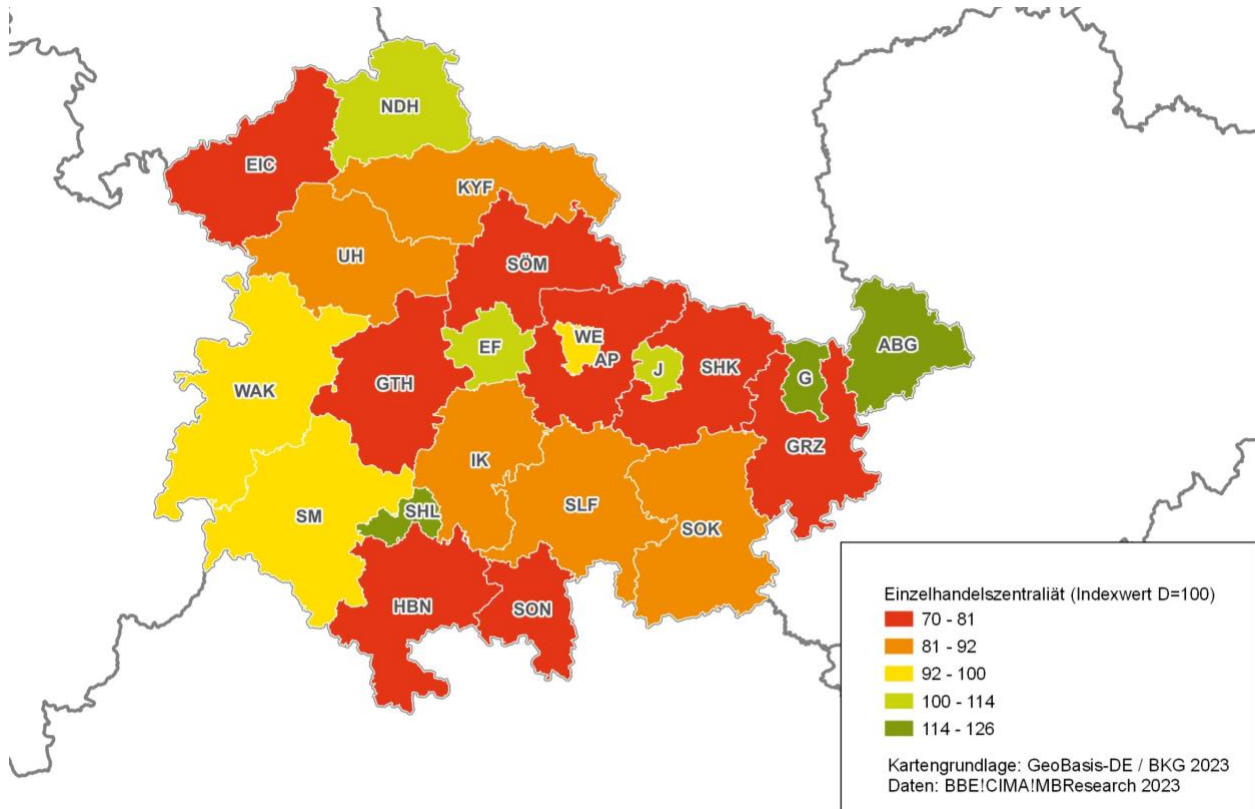 NDH
EIC
KYF
UH
SÖM
ABG
WE
EF
AP
J
SHK
G
GTH
WAK
GRZ
IK
SLF
SHL
SM
SOK
HBN
SON
Einzelhandelszentraliät (Indexwert D=100)
70 - 81
81 - 92
92 - 100
100 - 114
114 - 126
Kartengrundlage: GeoBasis-DE / BKG 2023
Daten: BBE!CIMA!MBResearch 2023